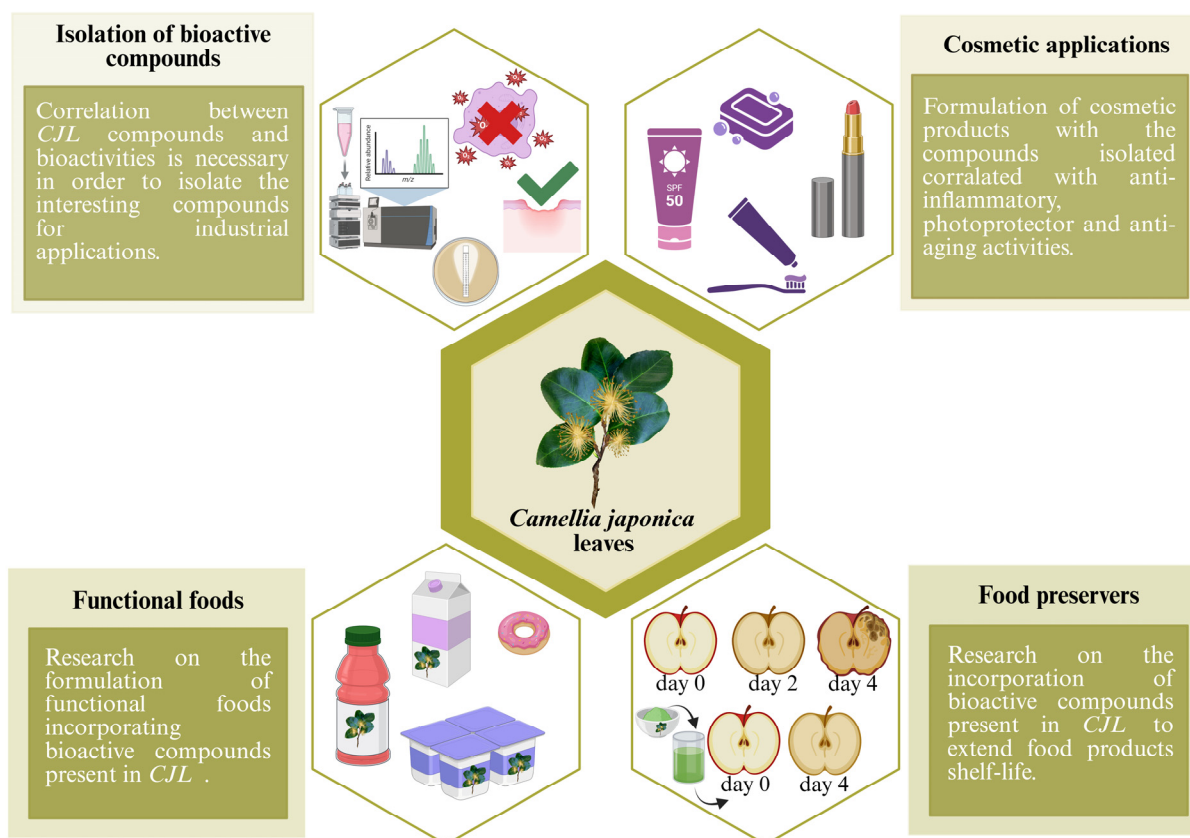 Isolation of bioactive
compounds
Correlation between
CJL compounds and
bioactivities is necessary
in order to isolate the
interesting compounds
for industrial
applications.
Relative abundance
m/z
SPF
50
Cosmetic applications
Formulation of cosmetic
products with the
compounds isolated
corralated with anti-
inflammatory,
photoprotector and anti-
aging activities.
Camellia japonica
leaves
Functional foods
Research on the
formulation of
functional foods
incorporating
bioactive compounds
present in CJL .
day 0 day 2 day 4
day 0 day 4
Food preservers
Research on the
incorporation of
bioactive compounds
present in CJL to
extend food products
shelf-life.